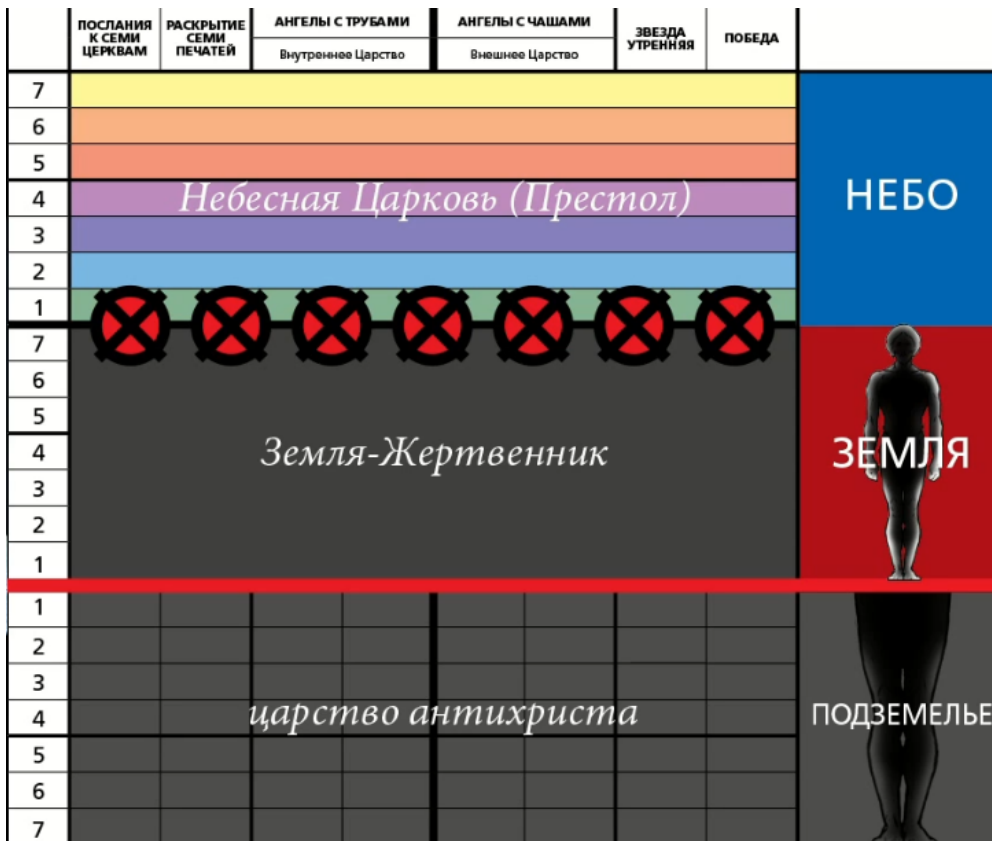 ПОСЛАНИЯ
К СЕМИ
ЦЕРКВАМ
РАСКРЫТИЕ
СЕМИ
ПЕЧАТЕЙ
АНГЕЛЫ С ТРУБАМИ
Внутреннее Царство
АНГЕЛЫ С ЧАШАМИ
Внешнее Царство
ЗВЕЗДА
УТРЕННЯЯ
ПОБЕДА
7
6
5
4
Небесная Царковь (Престол)
НЕБО
3
2
1
7
6
5
4
Земля-Жертвенник
ЗЕМЛЯ
3
2
1
1
2
3
4
царство антихриста
ПОДЗЕМЕЛЬЕ
5
6
7